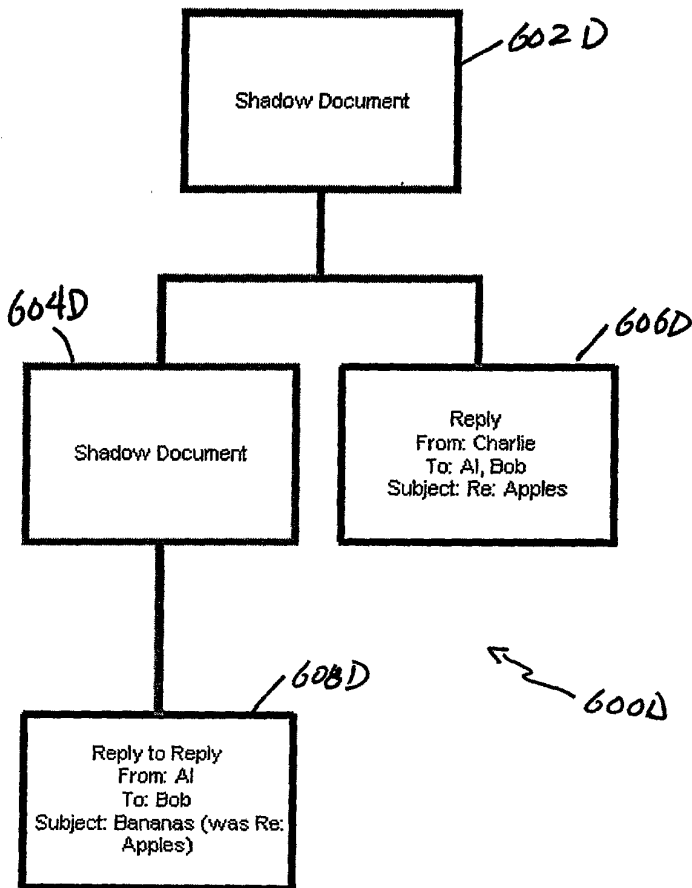 602D
Shadow Document
604D
606D
Shadow Document
Reply
From: Charlie
To: Al, Bob
Subject: Re: Apples
608D
600D
Reply to Reply
From: Al
To: Bob
Subject: Bananas (was Re:
Apples)